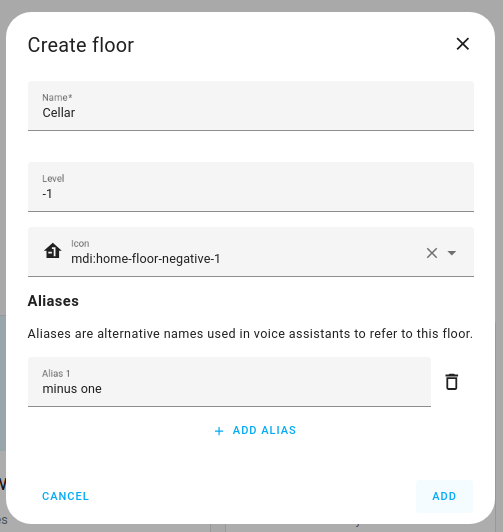 Create floor
Name*
Cellar
Level
-1
-1
Icon
mdi:home-floor-negative-1
Aliases
Aliases are alternative names used in voice assistants to refer to this floor.
Alias 1
minus one
+ ADD ALIAS
CANCEL
ADD